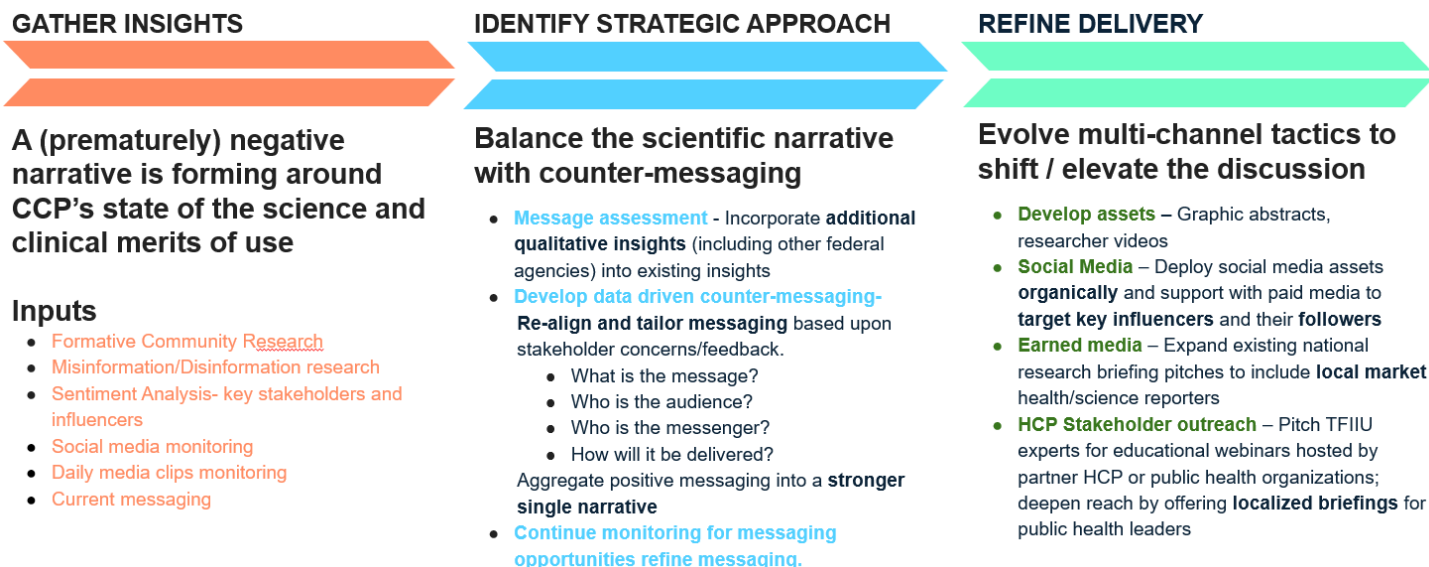 GATHER INSIGHTS
A (prematurely) negative
narrative is forming around
CCP's state of the science and
clinical merits of use
Inputs
● Formative Community Research
● Misinformation/Disinformation research
● Sentiment Analysis- key stakeholders and
influencers
● Social media monitoring
● Daily media clips monitoring
● Current messaging
IDENTIFY STRATEGIC APPROACH
Balance the scientific narrative
with counter-messaging
● Message assessment - Incorporate additional
qualitative insights (including other federal
agencies) into existing insights
● Develop data driven counter-messaging-
Re-align and tailor messaging based upon
stakeholder concerns/feedback.
● What is the message?
● Who is the audience?
● Who is the messenger?
● How will it be delivered?
Aggregate positive messaging into a stronger
single narrative
● Continue monitoring for messaging
opportunities refine messaging.
REFINE DELIVERY
Evolve multi-channel tactics to
shift / elevate the discussion
● Develop assets – Graphic abstracts,
researcher videos
● Social Media – Deploy social media assets
organically and support with paid media to
target key influencers and their followers
● Earned media – Expand existing national
research briefing pitches to include local market
health/science reporters
● HCP Stakeholder outreach – Pitch TFIIU
experts for educational webinars hosted by
partner HCP or public health organizations;
deepen reach by offering localized briefings for
public health leaders